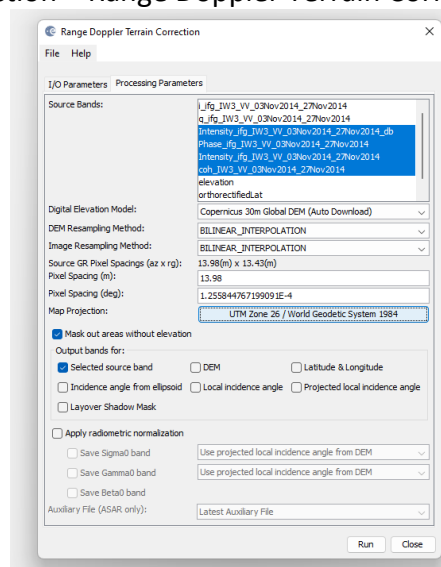 Range Doppler Terrain Correction
File Help
I/O Parameters Processing Parameters
Source Bands:
i_ifg_IW3_VV_03Nov2014_27Nov2014
q_ifg_IW3_VV_03Nov2014_27Nov2014
Intensity_ifg_IW3_VV_03Nov2014_27Nov2014_db
Phase_ifg_IW3_VV_03Nov2014_27Nov2014
Intensity_ifg_IW3_VV_03Nov2014_27Nov2014
coh_IW3_VV_03Nov2014_27Nov2014
elevation
orthorectifiedLat
Digital Elevation Model: Copernicus 30m Global DEM (Auto Download)
DEM Resampling Method: BILINEAR_INTERPOLATION
Image Resampling Method: BILINEAR_INTERPOLATION
Source GR Pixel Spacings (az x rg): 13.98(m) x 13.43(m)
Pixel Spacing (m): 13.98
Pixel Spacing (deg): 1.255844767199091E-4
Map Projection: UTM Zone 26 / World Geodetic System 1984
Mask out areas without elevation
Output bands for:
Selected source band DEM Latitude & Longitude
Incidence angle from ellipsoid Local incidence angle Projected local incidence angle
Layover Shadow Mask
Apply radiometric normalization
Save Sigma0 band Use projected local incidence angle from DEM
Save Gamma0 band Use projected local incidence angle from DEM
Save Beta0 band
Auxiliary File (ASAR only): Latest Auxiliary File
Run Close